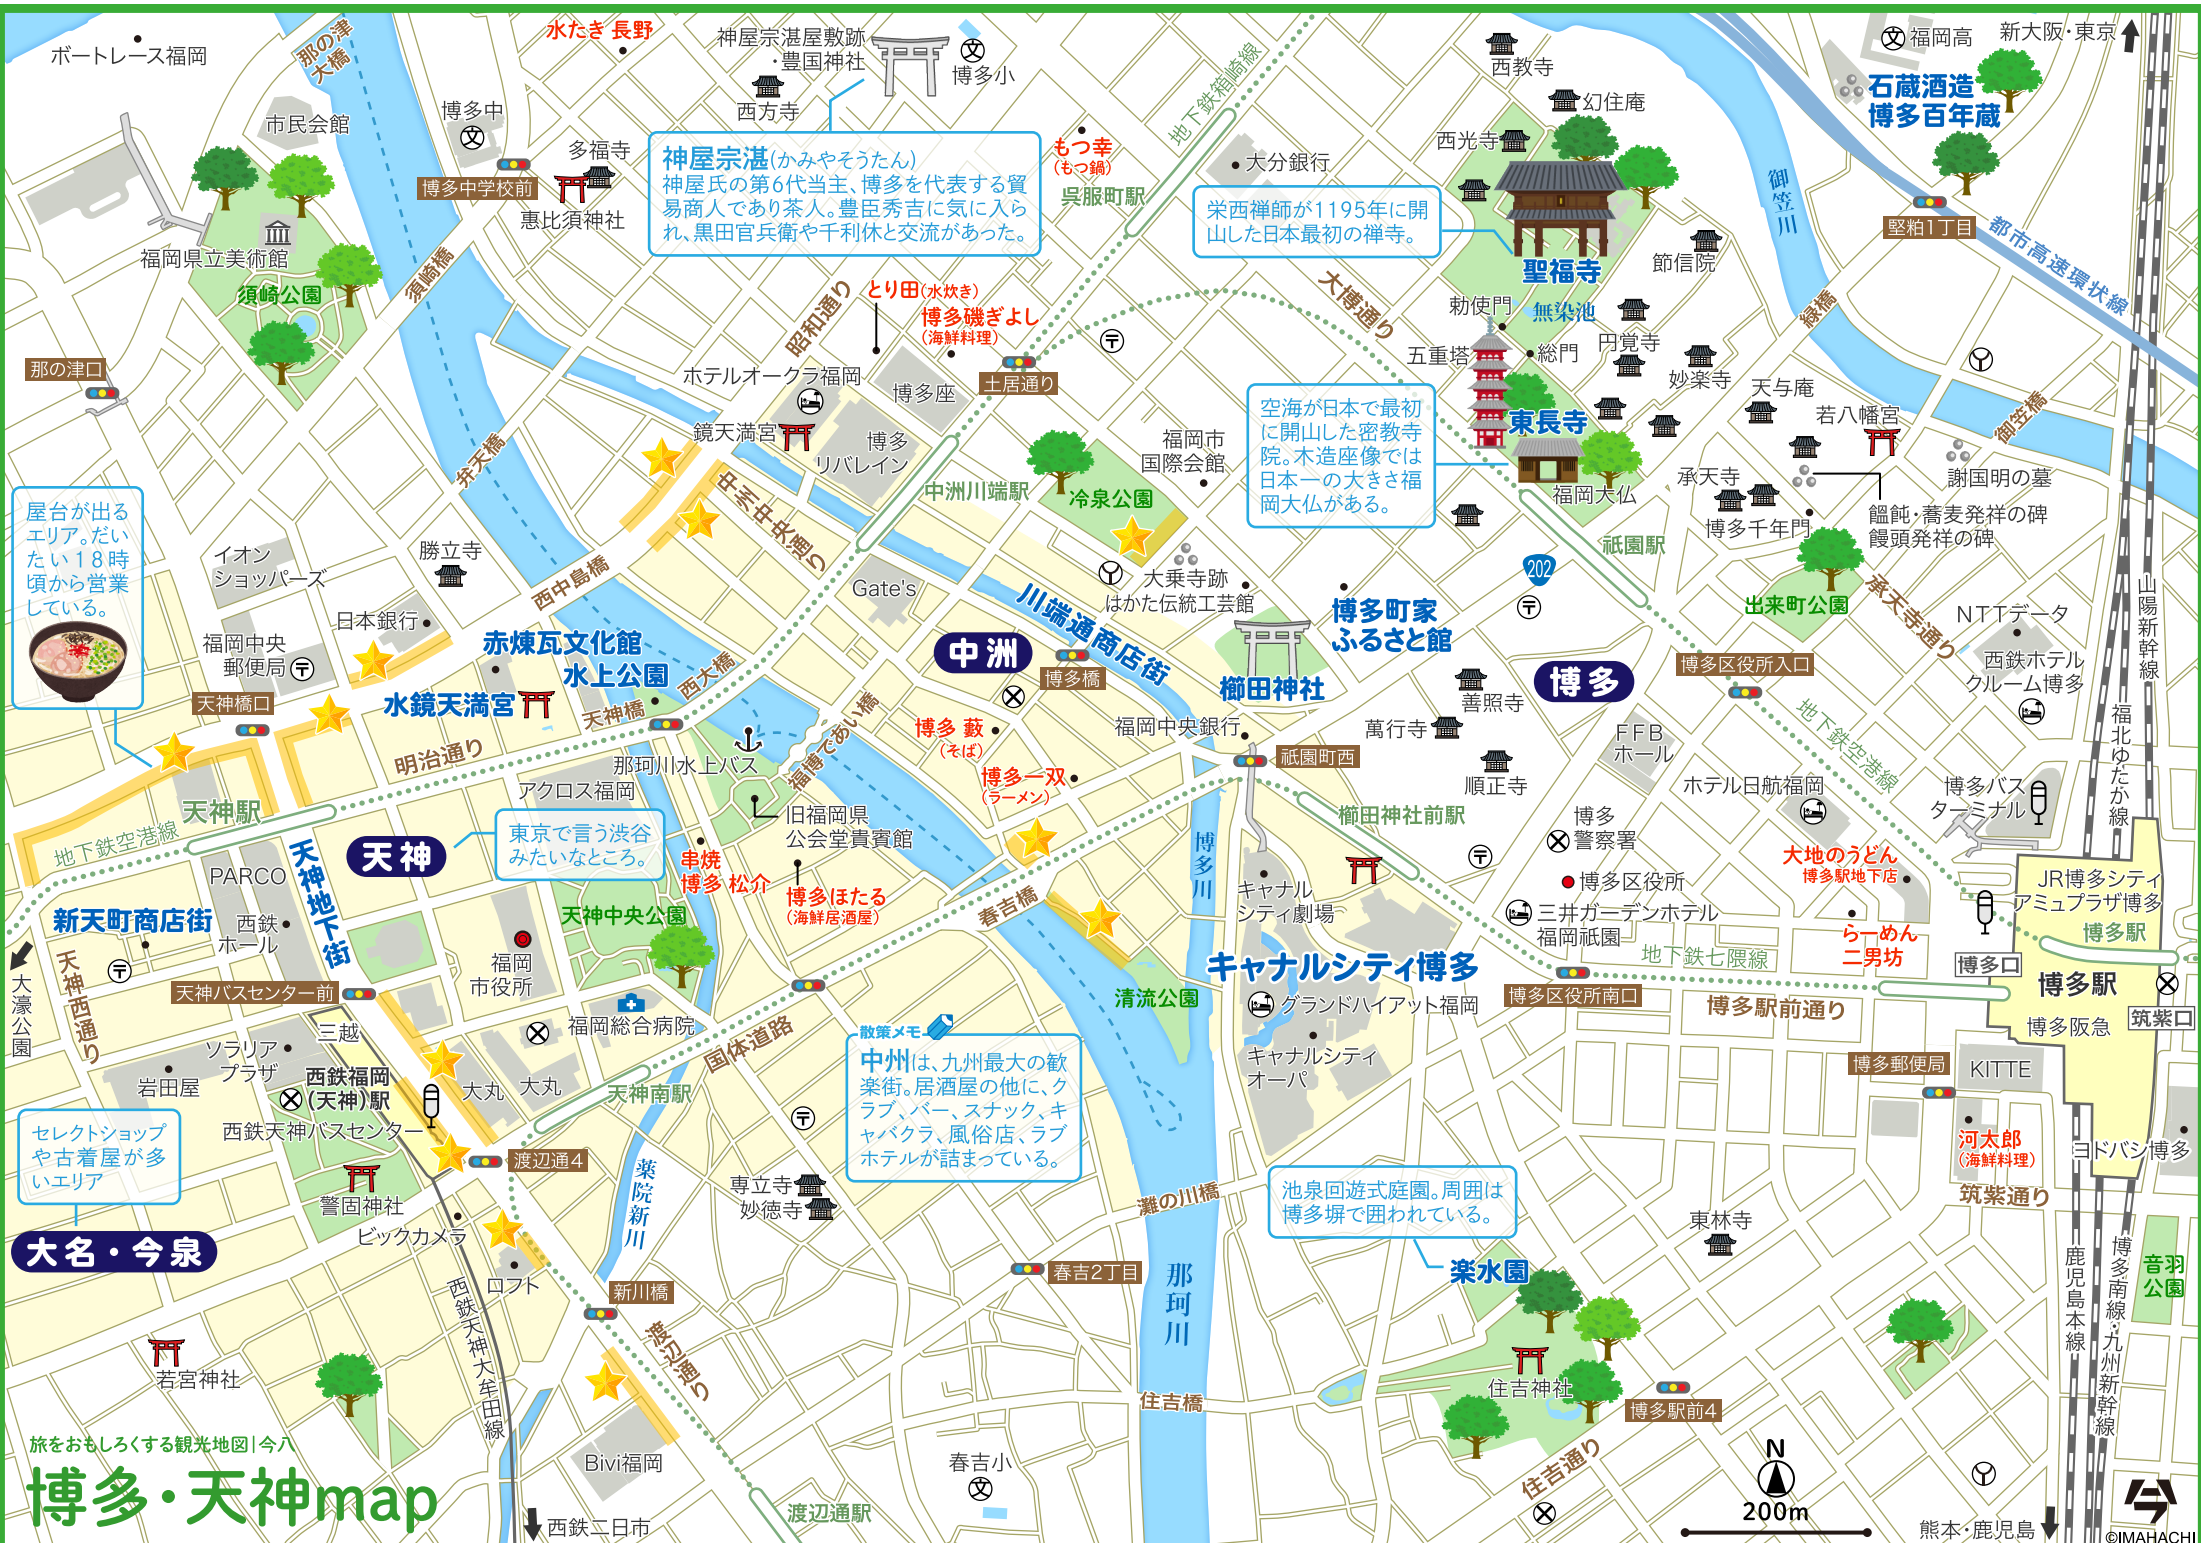 ボートレース福岡
那の津
大橋
水たき 長野
神屋宗湛屋敷跡
・豊国神社
博多小
西方寺
地下鉄箱崎線
西教寺
幻住庵
西光寺
福岡高
新大阪・東京
石蔵酒造
博多百年蔵
市民会館
博多中
博多中学校前
多福寺
恵比須神社
神屋宗湛(かみやそうたん)
神屋氏の第6代当主、博多を代表する貿
易商人であり茶人。豊臣秀吉に気に入ら
れ、黒田官兵衛や千利休と交流があった。
もつ幸
(もつ鍋)
呉服町駅
大分銀行
栄西禅師が1195年に開
山した日本最初の禅寺。
聖福寺
節信院
御笠川
堅粕1丁目
都市高速環状線
福岡県立美術館
須崎公園
須崎橋
昭和通り
とり田(水炊き)
博多磯ぎよし
(海鮮料理)
大博通り
勅使門
無染池
五重塔
総門
円覚寺
妙楽寺
緑橋
那の津口
ホテルオークラ福岡
博多座
土居通り
鏡天満宮
博多
リバレイン
空海が日本で最初
に開山した密教寺
院。木造座像では
日本一の大きさ福
岡大仏がある。
東長寺
福岡大仏
天与庵
若八幡宮
御笠橋
弁天橋
中州中央通り
中洲川端駅
冷泉公園
福岡市
国際会館
承天寺
博多千年門
謝国明の墓
饂飩・蕎麦発祥の碑
饅頭発祥の碑
屋台が出る
エリア。だい
たい18時
頃から営業
している。
イオン
ショッパーズ
勝立寺
西中島橋
Gate's
大乗寺跡
はかた伝統工芸館
祇園駅
202
出来町公園
承天寺通り
NTTデータ
山陽新幹線
日本銀行
福岡中央
郵便局
赤煉瓦文化館
水上公園
西大橋
中洲
川端通商店街
博多橋
博多町家
ふるさと館
櫛田神社
博多
博多区役所入口
西鉄ホテル
クルーム博多
天神橋口
水鏡天満宮
天神橋
明治通り
那珂川水上バス
福博であい橋
博多 藪
(そば)
博多一双
(ラーメン)
福岡中央銀行
祇園町西
善照寺
萬行寺
順正寺
FFB
ホール
地下鉄空港線
福北ゆたか線
天神駅
地下鉄空港線
アクロス福岡
旧福岡県
公会堂貴賓館
櫛田神社前駅
ホテル日航福岡
博多バス
ターミナル
天神
東京で言う渋谷
みたいなところ。
串焼
博多 松介
博多ほたる
(海鮮居酒屋)
博多川
博多
警察署
大地のうどん
博多駅地下店
PARCO
天神地下街
新天町商店街
西鉄
ホール
天神中央公園
春吉橋
キャナル
シティ劇場
博多区役所
三井ガーデンホテル
福岡祇園
らーめん
二男坊
JR博多シティ
アミュプラザ博多
博多駅
福岡
市役所
キャナルシティ博多
地下鉄七隈線
博多口
博多駅
大濠公園
天神西通り
天神バスセンター前
清流公園
グランドハイアット福岡
博多区役所南口
博多駅前通り
筑紫口
三越
福岡総合病院
国体道路
散策メモ
中州は、九州最大の歓
楽街。居酒屋の他に、ク
ラブ、バー、スナック、キ
ャバクラ、風俗店、ラブ
ホテルが詰まっている。
キャナルシティ
オーパ
博多阪急
博多郵便局
KITTE
ソラリア
プラザ
岩田屋
西鉄福岡
(天神)駅
大丸
大丸
天神南駅
西鉄天神バスセンター
セレクトショップ
や古着屋が多
いエリア
渡辺通4
河太郎
(海鮮料理)
ヨドバシ博多
警固神社
薬院新川
専立寺
妙徳寺
灘の川橋
池泉回遊式庭園。周囲は
博多塀で囲われている。
筑紫通り
大名・今泉
ビックカメラ
東林寺
ロフト
新川橋
春吉2丁目
那珂川
楽水園
鹿児島本線
博多南線・九州新幹線
音羽
公園
西鉄天神大牟田線
渡辺通り
若宮神社
住吉神社
住吉橋
博多駅前4
旅をおもしろくする観光地図|今八
博多・天神map
Bivi福岡
春吉小
住吉通り
N
200m
渡辺通駅
西鉄二日市
熊本・鹿児島
©IMAHACHI